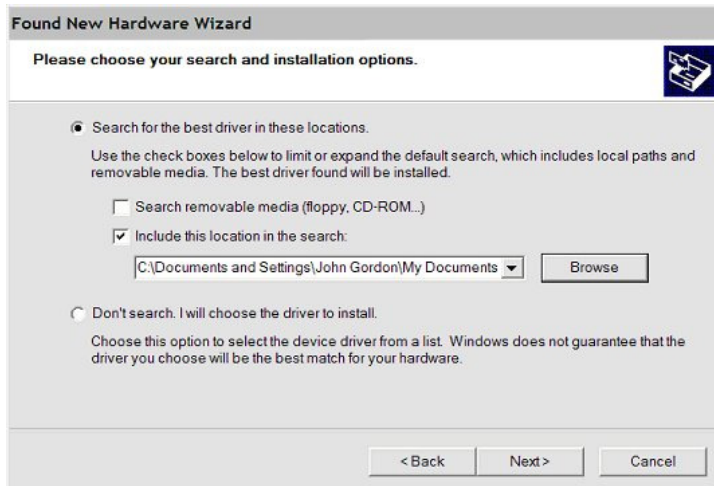 Found New Hardware Wizard
Please choose your search and installation options.
Search for the best driver in these locations.
Use the check boxes below to limit or expand the default search, which includes local paths and
removable media. The best driver found will be installed.
Search removable media (floppy, CD-ROM...)
Include this location in the search:
C:\Documents and Settings\John Gordon\My Documents
Browse
Don't search. I will choose the driver to install.
Choose this option to select the device driver from a list. Windows does not guarantee that the
driver you choose will be the best match for your hardware.
< Back
Next >
Cancel